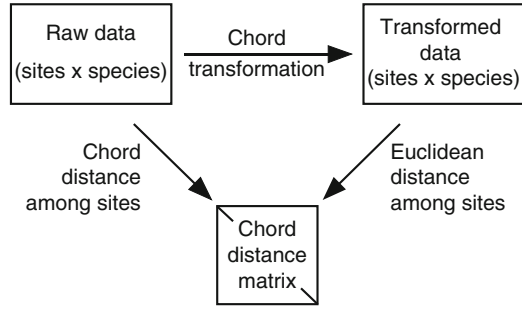 Raw data
(sites x species)
Chord
transformation
Transformed
data
(sites x species)
Chord
distance
among sites
Euclidean
distance
among sites
Chord
distance
matrix